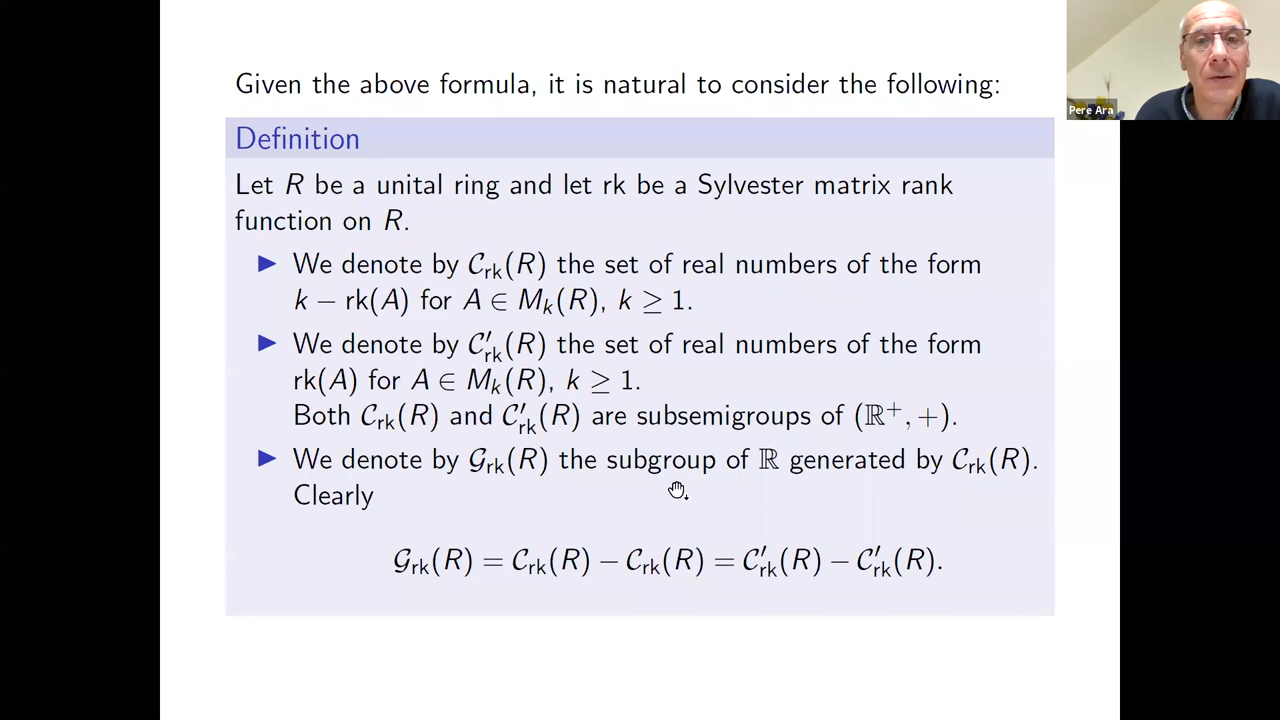 Given the above formula, it is natural to consider the following:
Pere Ara
Definition
Let R be a unital ring and let rk be a Sylvester matrix rank
function on R.
▶ We denote by 𝒞_rk(R) the set of real numbers of the form
k − rk(A) for A ∈ M_k(R), k ≥ 1.
▶ We denote by 𝒞′_rk(R) the set of real numbers of the form
rk(A) for A ∈ M_k(R), k ≥ 1.
Both 𝒞_rk(R) and 𝒞′_rk(R) are subsemigroups of (ℝ⁺, +).
▶ We denote by 𝒢_rk(R) the subgroup of ℝ generated by 𝒞_rk(R).
Clearly
𝒢_rk(R) = 𝒞_rk(R) − 𝒞_rk(R) = 𝒞′_rk(R) − 𝒞′_rk(R).